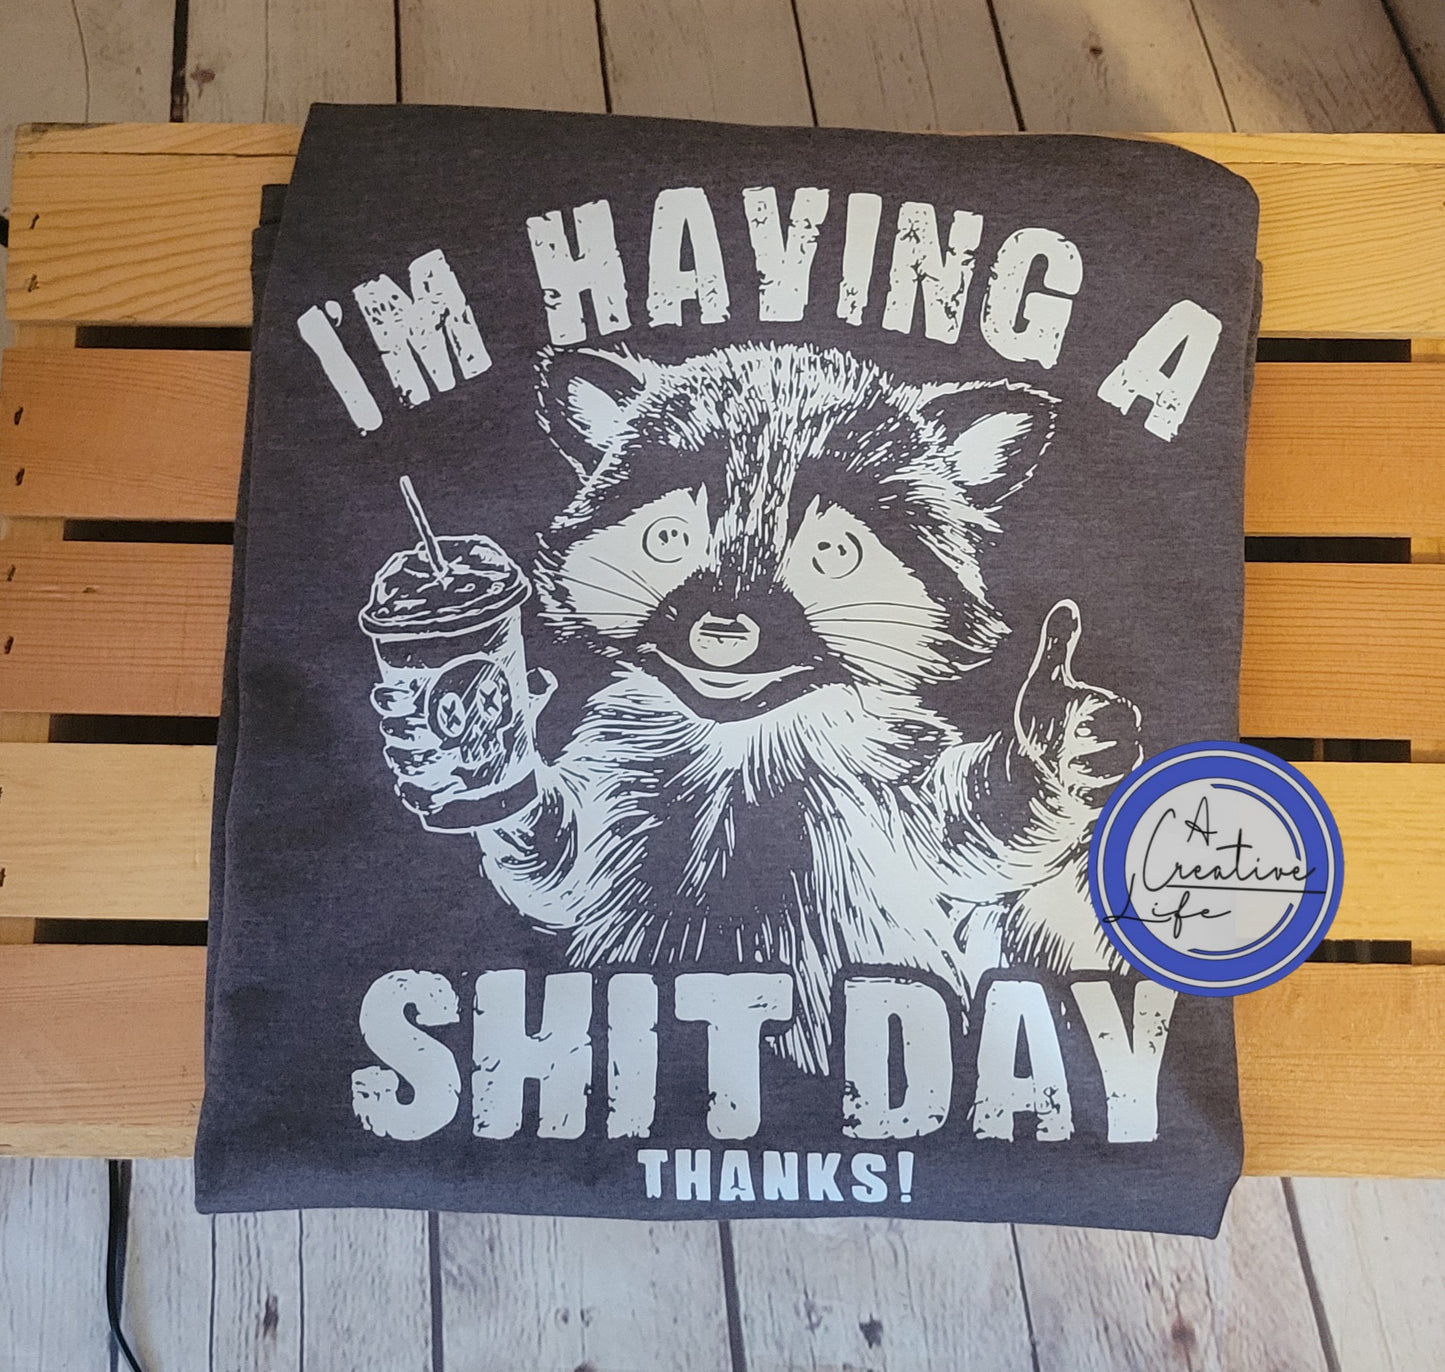 I'M HAVING A
SHIT DAY
THANKS!
A
Creative
Life